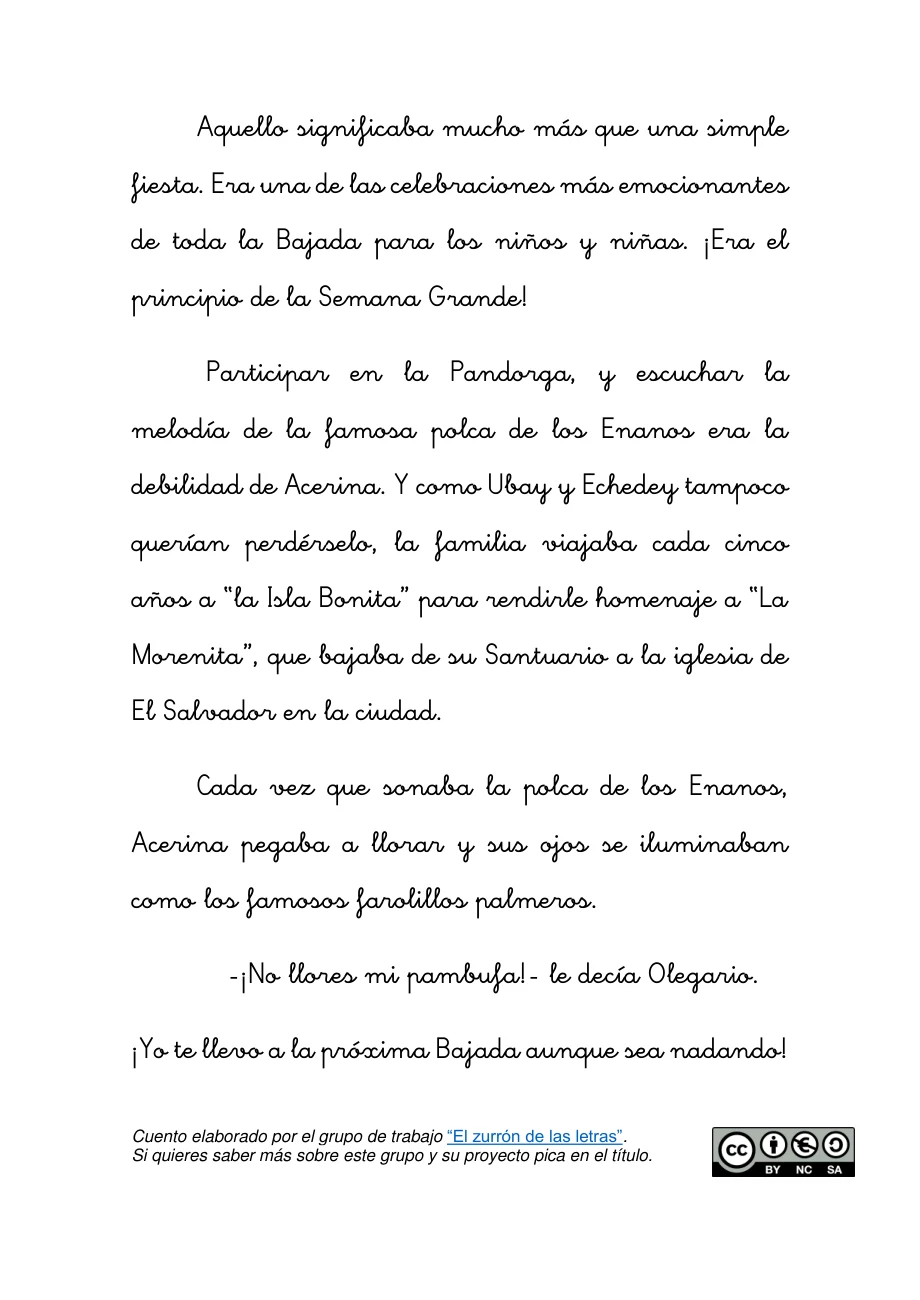 Aquello significaba mucho más que una simple
fiesta. Era una de las celebraciones más emocionantes
de toda la Bajada para los niños y niñas. ¡Era el
principio de la Semana Grande!
Participar en la Pandorga, y escuchar la
melodía de la famosa polca de los Enanos era la
debilidad de Acerina. Y como Ubay y Echedey tampoco
querían perdérselo, la familia viajaba cada cinco
años a “la Isla Bonita” para rendirle homenaje a “La
Morenita”, que bajaba de su Santuario a la iglesia de
El Salvador en la ciudad.
Cada vez que sonaba la polca de los Enanos,
Acerina pegaba a llorar y sus ojos se iluminaban
como los famosos farolillos palmeros.
-¡No llores mi pambufa!- le decía Olegario.
¡Yo te llevo a la próxima Bajada aunque sea nadando!
Cuento elaborado por el grupo de trabajo “El zurrón de las letras”.
Si quieres saber más sobre este grupo y su proyecto pica en el título.
cc
BY NC SA